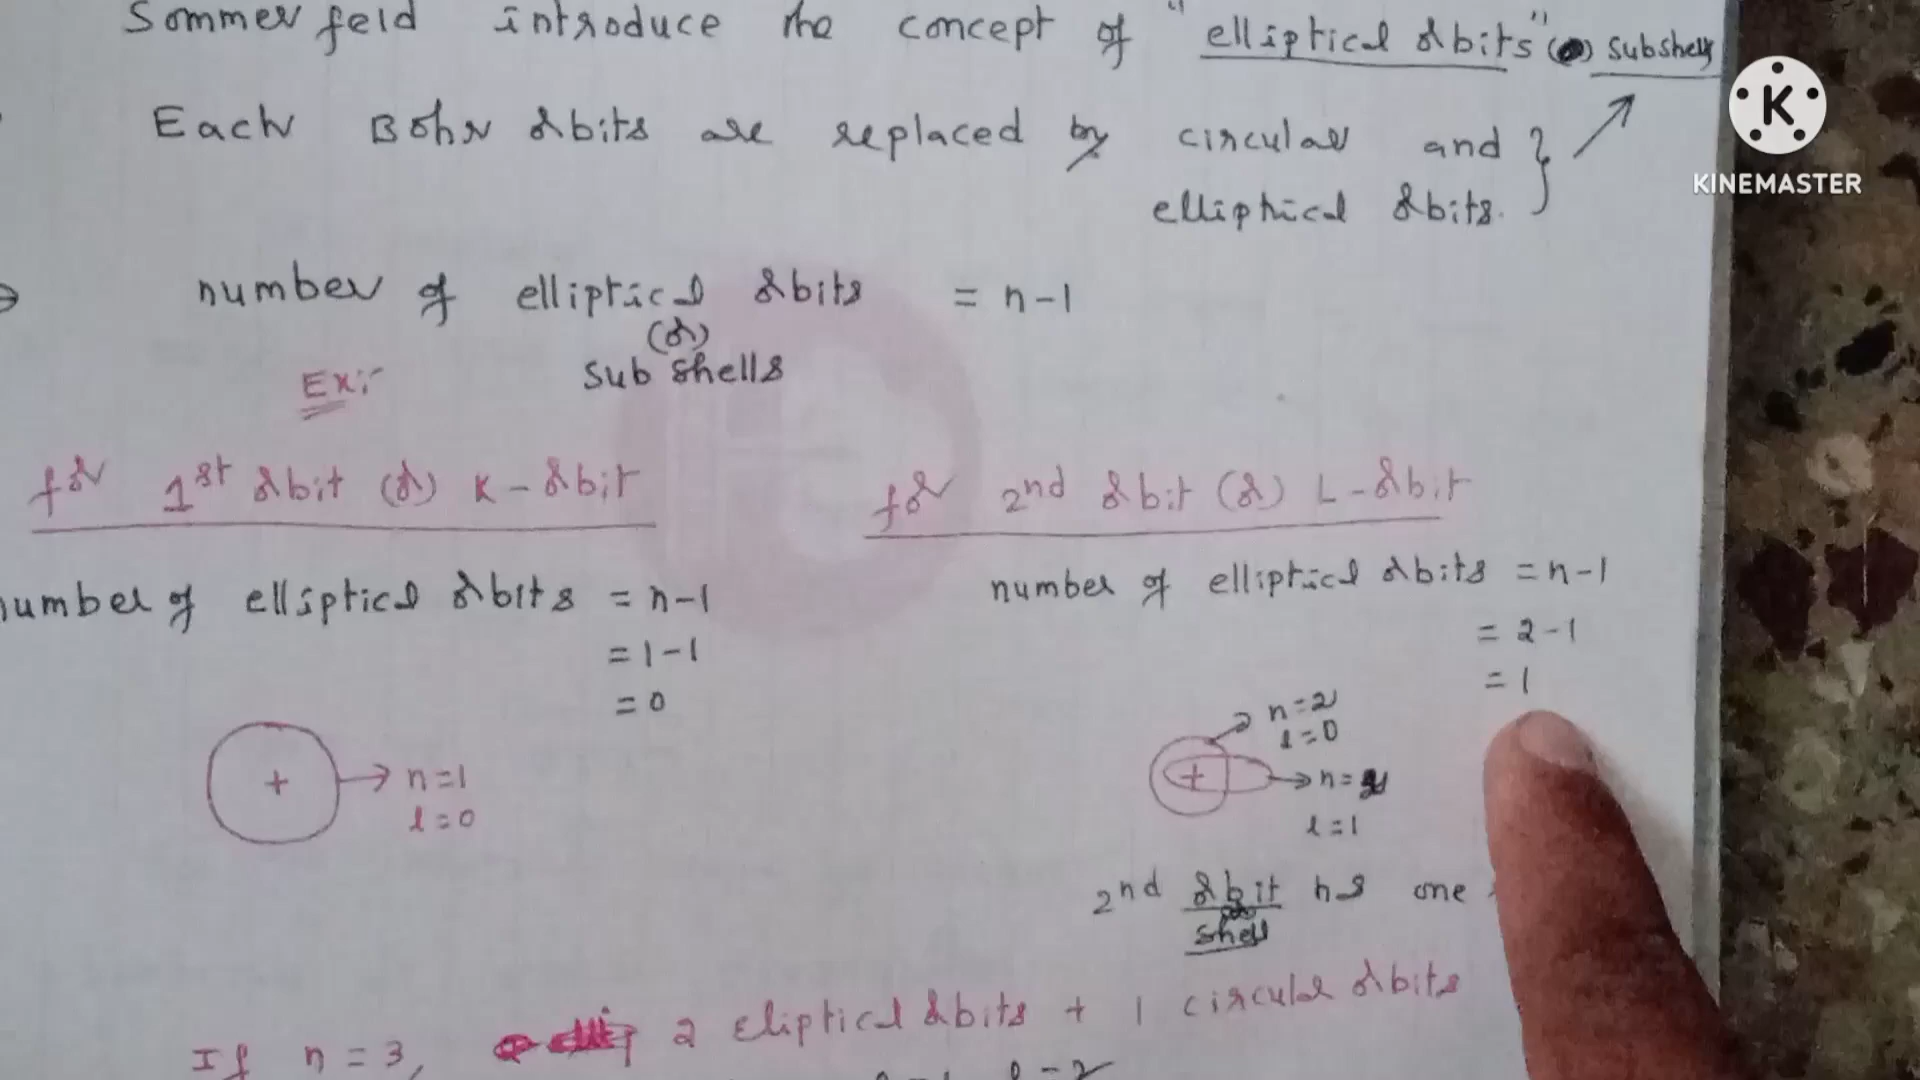 Sommerfeld introduce the concept of "elliptical orbits" (or) subshells
Each Bohr orbits are replaced by circular and
elliptical orbits.
K
KINEMASTER
number of elliptical orbits = n-1
(or)
sub shells
Ex:-
for 1st orbit (or) K-orbit
for 2nd orbit (or) L-orbit
number of elliptical orbits = n-1
= 1-1
= 0
+ → n=1
l=0
number of elliptical orbits = n-1
= 2-1
= 1
n=2
l=0
+ → n=2
l=1
2nd orbit hs one
shell
If n=3, 2 eliptical orbits + 1 circular orbits